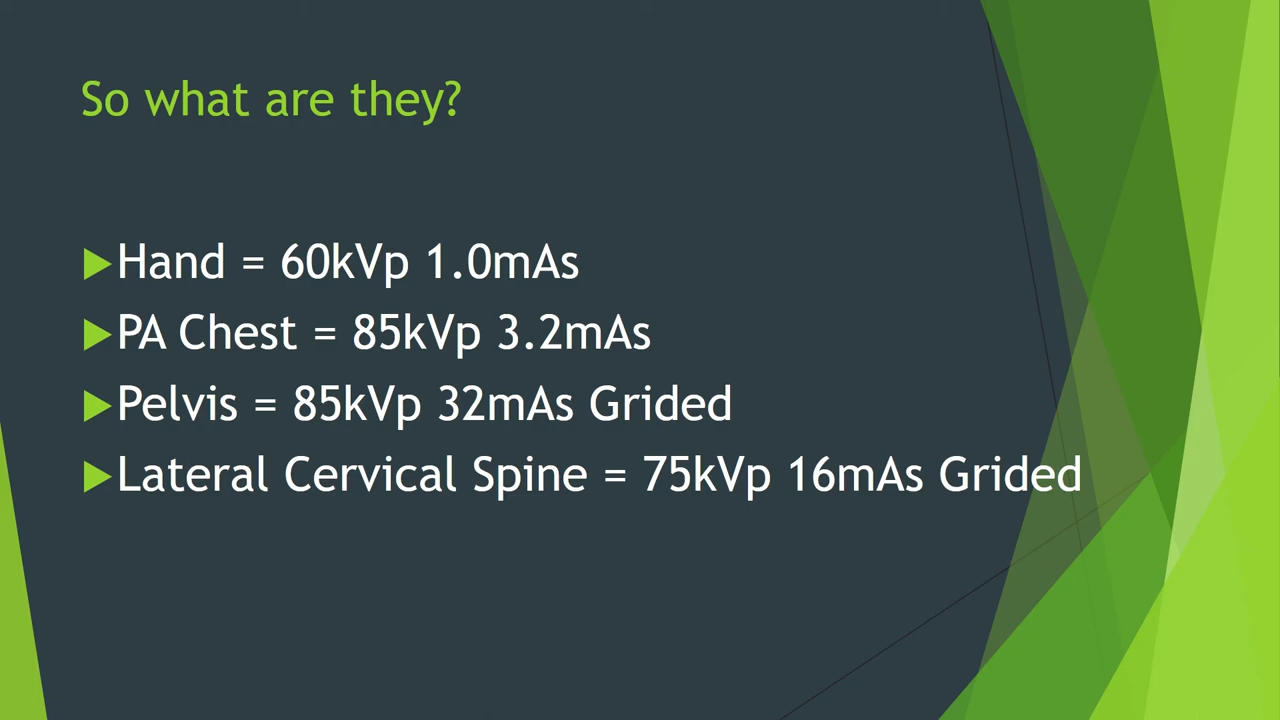 So what are they?
Hand = 60kVp 1.0mAs
PA Chest = 85kVp 3.2mAs
Pelvis = 85kVp 32mAs Grided
Lateral Cervical Spine = 75kVp 16mAs Grided